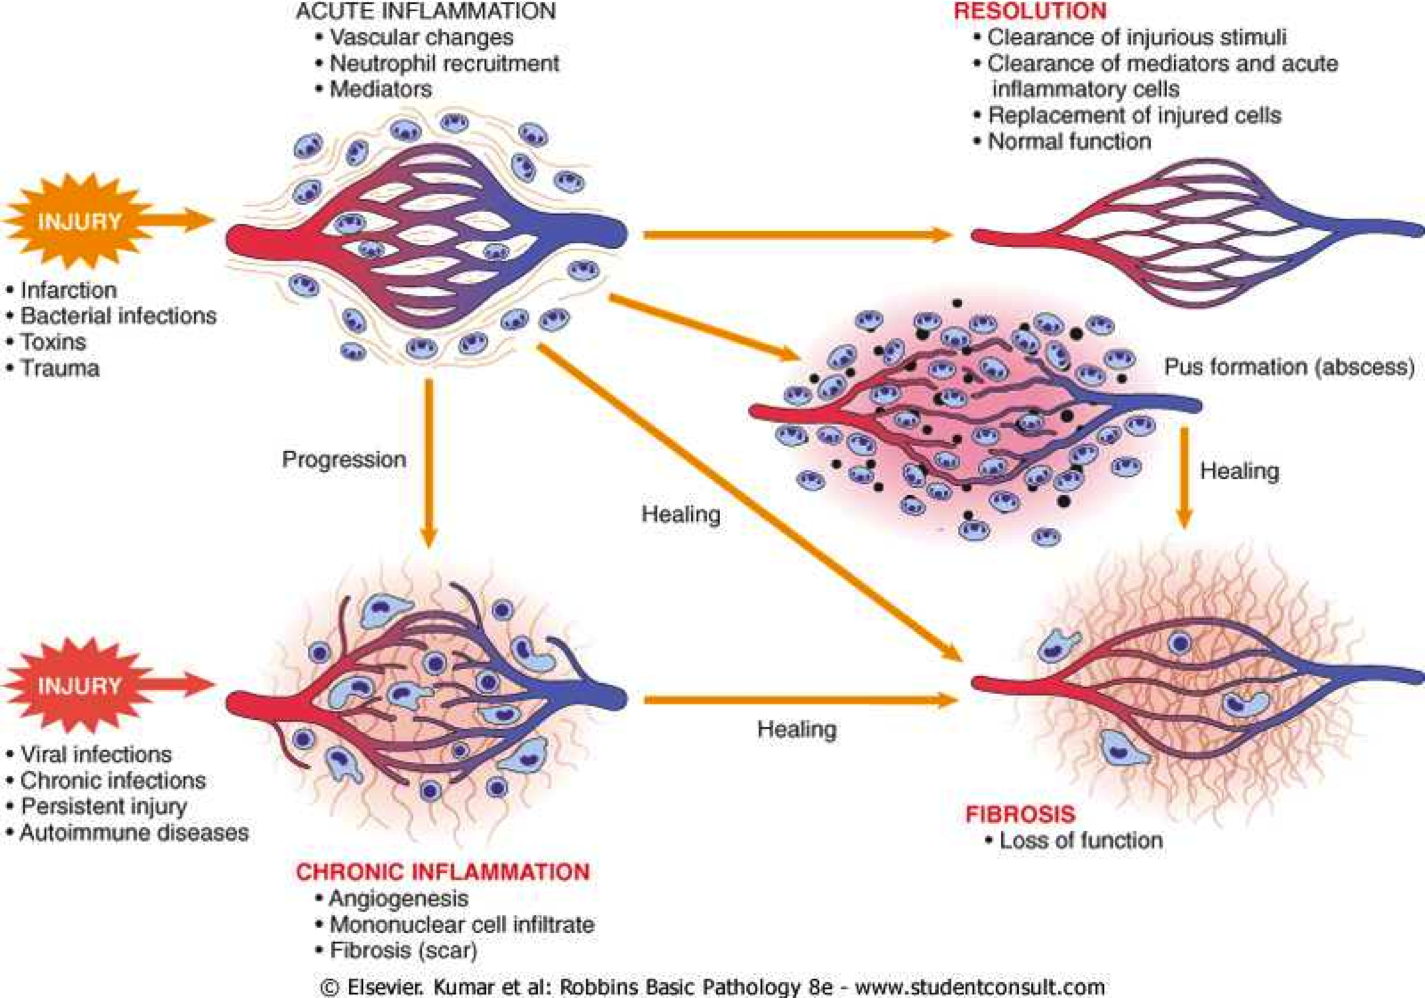 ACUTE INFLAMMATION
• Vascular changes
• Neutrophil recruitment
• Mediators
RESOLUTION
• Clearance of injurious stimuli
• Clearance of mediators and acute
inflammatory cells
• Replacement of injured cells
• Normal function
INJURY
• Infarction
• Bacterial infections
• Toxins
• Trauma
Pus formation (abscess)
Progression
Healing
Healing
INJURY
• Viral infections
• Chronic infections
• Persistent injury
• Autoimmune diseases
Healing
FIBROSIS
• Loss of function
CHRONIC INFLAMMATION
• Angiogenesis
• Mononuclear cell infiltrate
• Fibrosis (scar)
© Elsevier. Kumar et al: Robbins Basic Pathology 8e - www.studentconsult.com